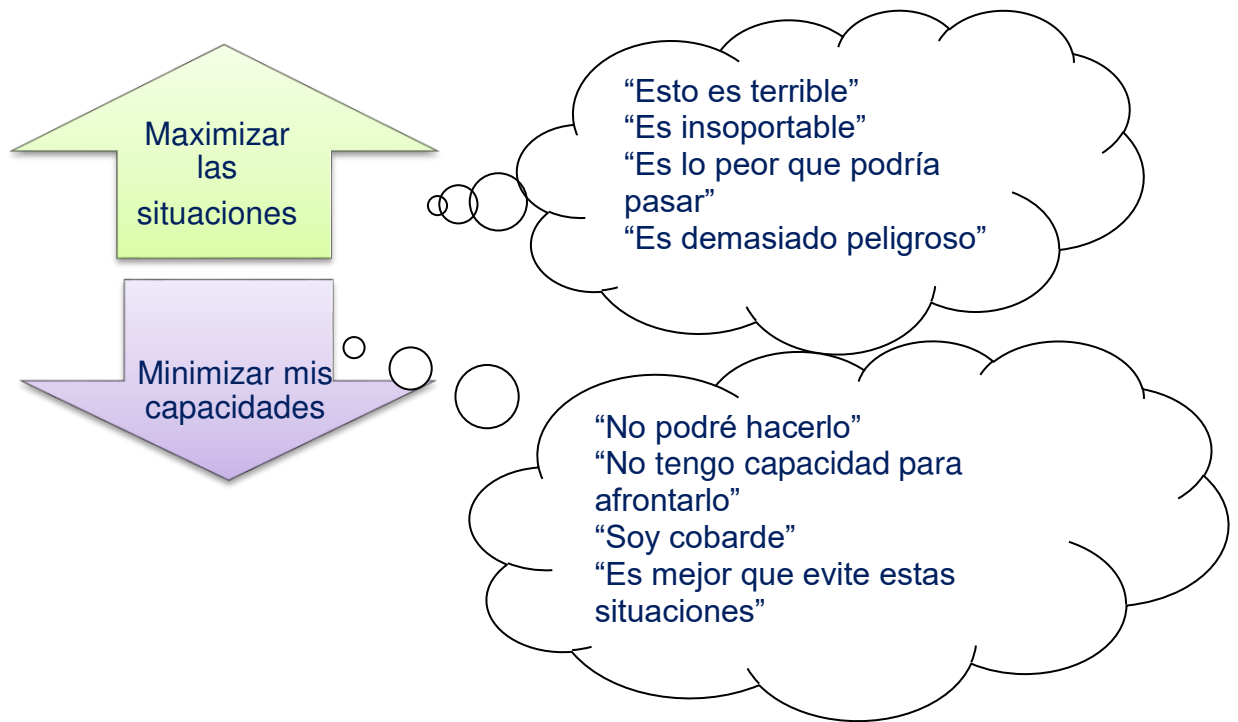 Maximizar
las
situaciones
“Esto es terrible”
“Es insoportable”
“Es lo peor que podría
pasar”
“Es demasiado peligroso”
Minimizar mis
capacidades
“No podré hacerlo”
“No tengo capacidad para
afrontarlo”
“Soy cobarde”
“Es mejor que evite estas
situaciones”